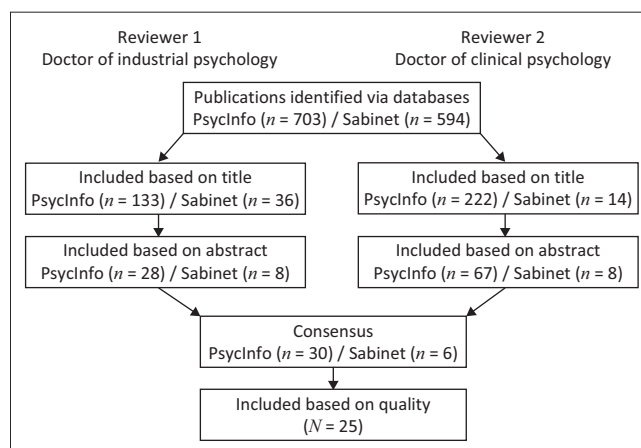 Reviewer 1
Doctor of industrial psychology
Reviewer 2
Doctor of clinical psychology
Publications identified via databases
PsycInfo (n = 703) / Sabinet (n = 594)
Included based on title
PsycInfo (n = 133) / Sabinet (n = 36)
Included based on title
PsycInfo (n = 222) / Sabinet (n = 14)
Included based on abstract
PsycInfo (n = 28) / Sabinet (n = 8)
Included based on abstract
PsycInfo (n = 67) / Sabinet (n = 8)
Consensus
PsycInfo (n = 30) / Sabinet (n = 6)
Included based on quality
(N = 25)